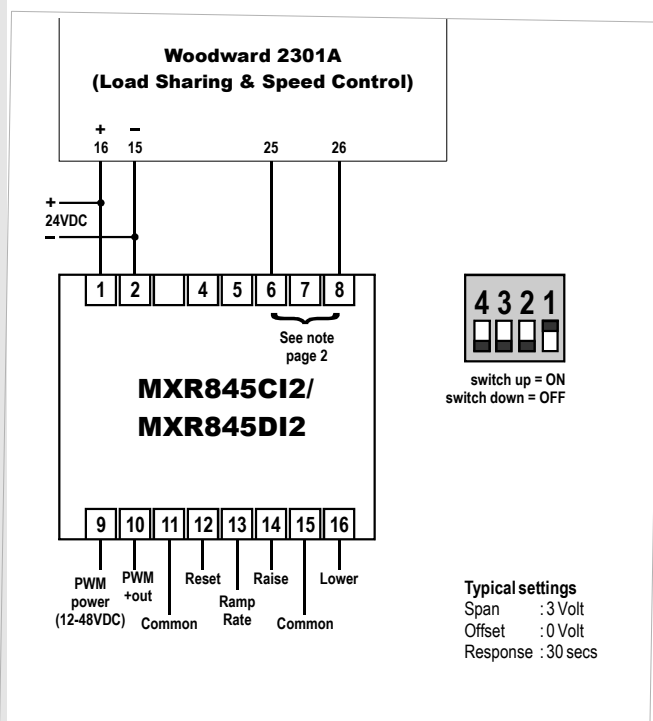 Woodward 2301A
(Load Sharing & Speed Control)
+ –
16 15 25 26
+
24VDC
–
1 2 4 5 6 7 8
See note
page 2
MXR845CI2/
MXR845DI2
4 3 2 1
switch up = ON
switch down = OFF
9 10 11 12 13 14 15 16
PWM
power
(12-48VDC)
PWM
+out
Common
Reset
Ramp
Rate
Raise
Common
Lower
Typical settings
Span : 3 Volt
Offset : 0 Volt
Response : 30 secs